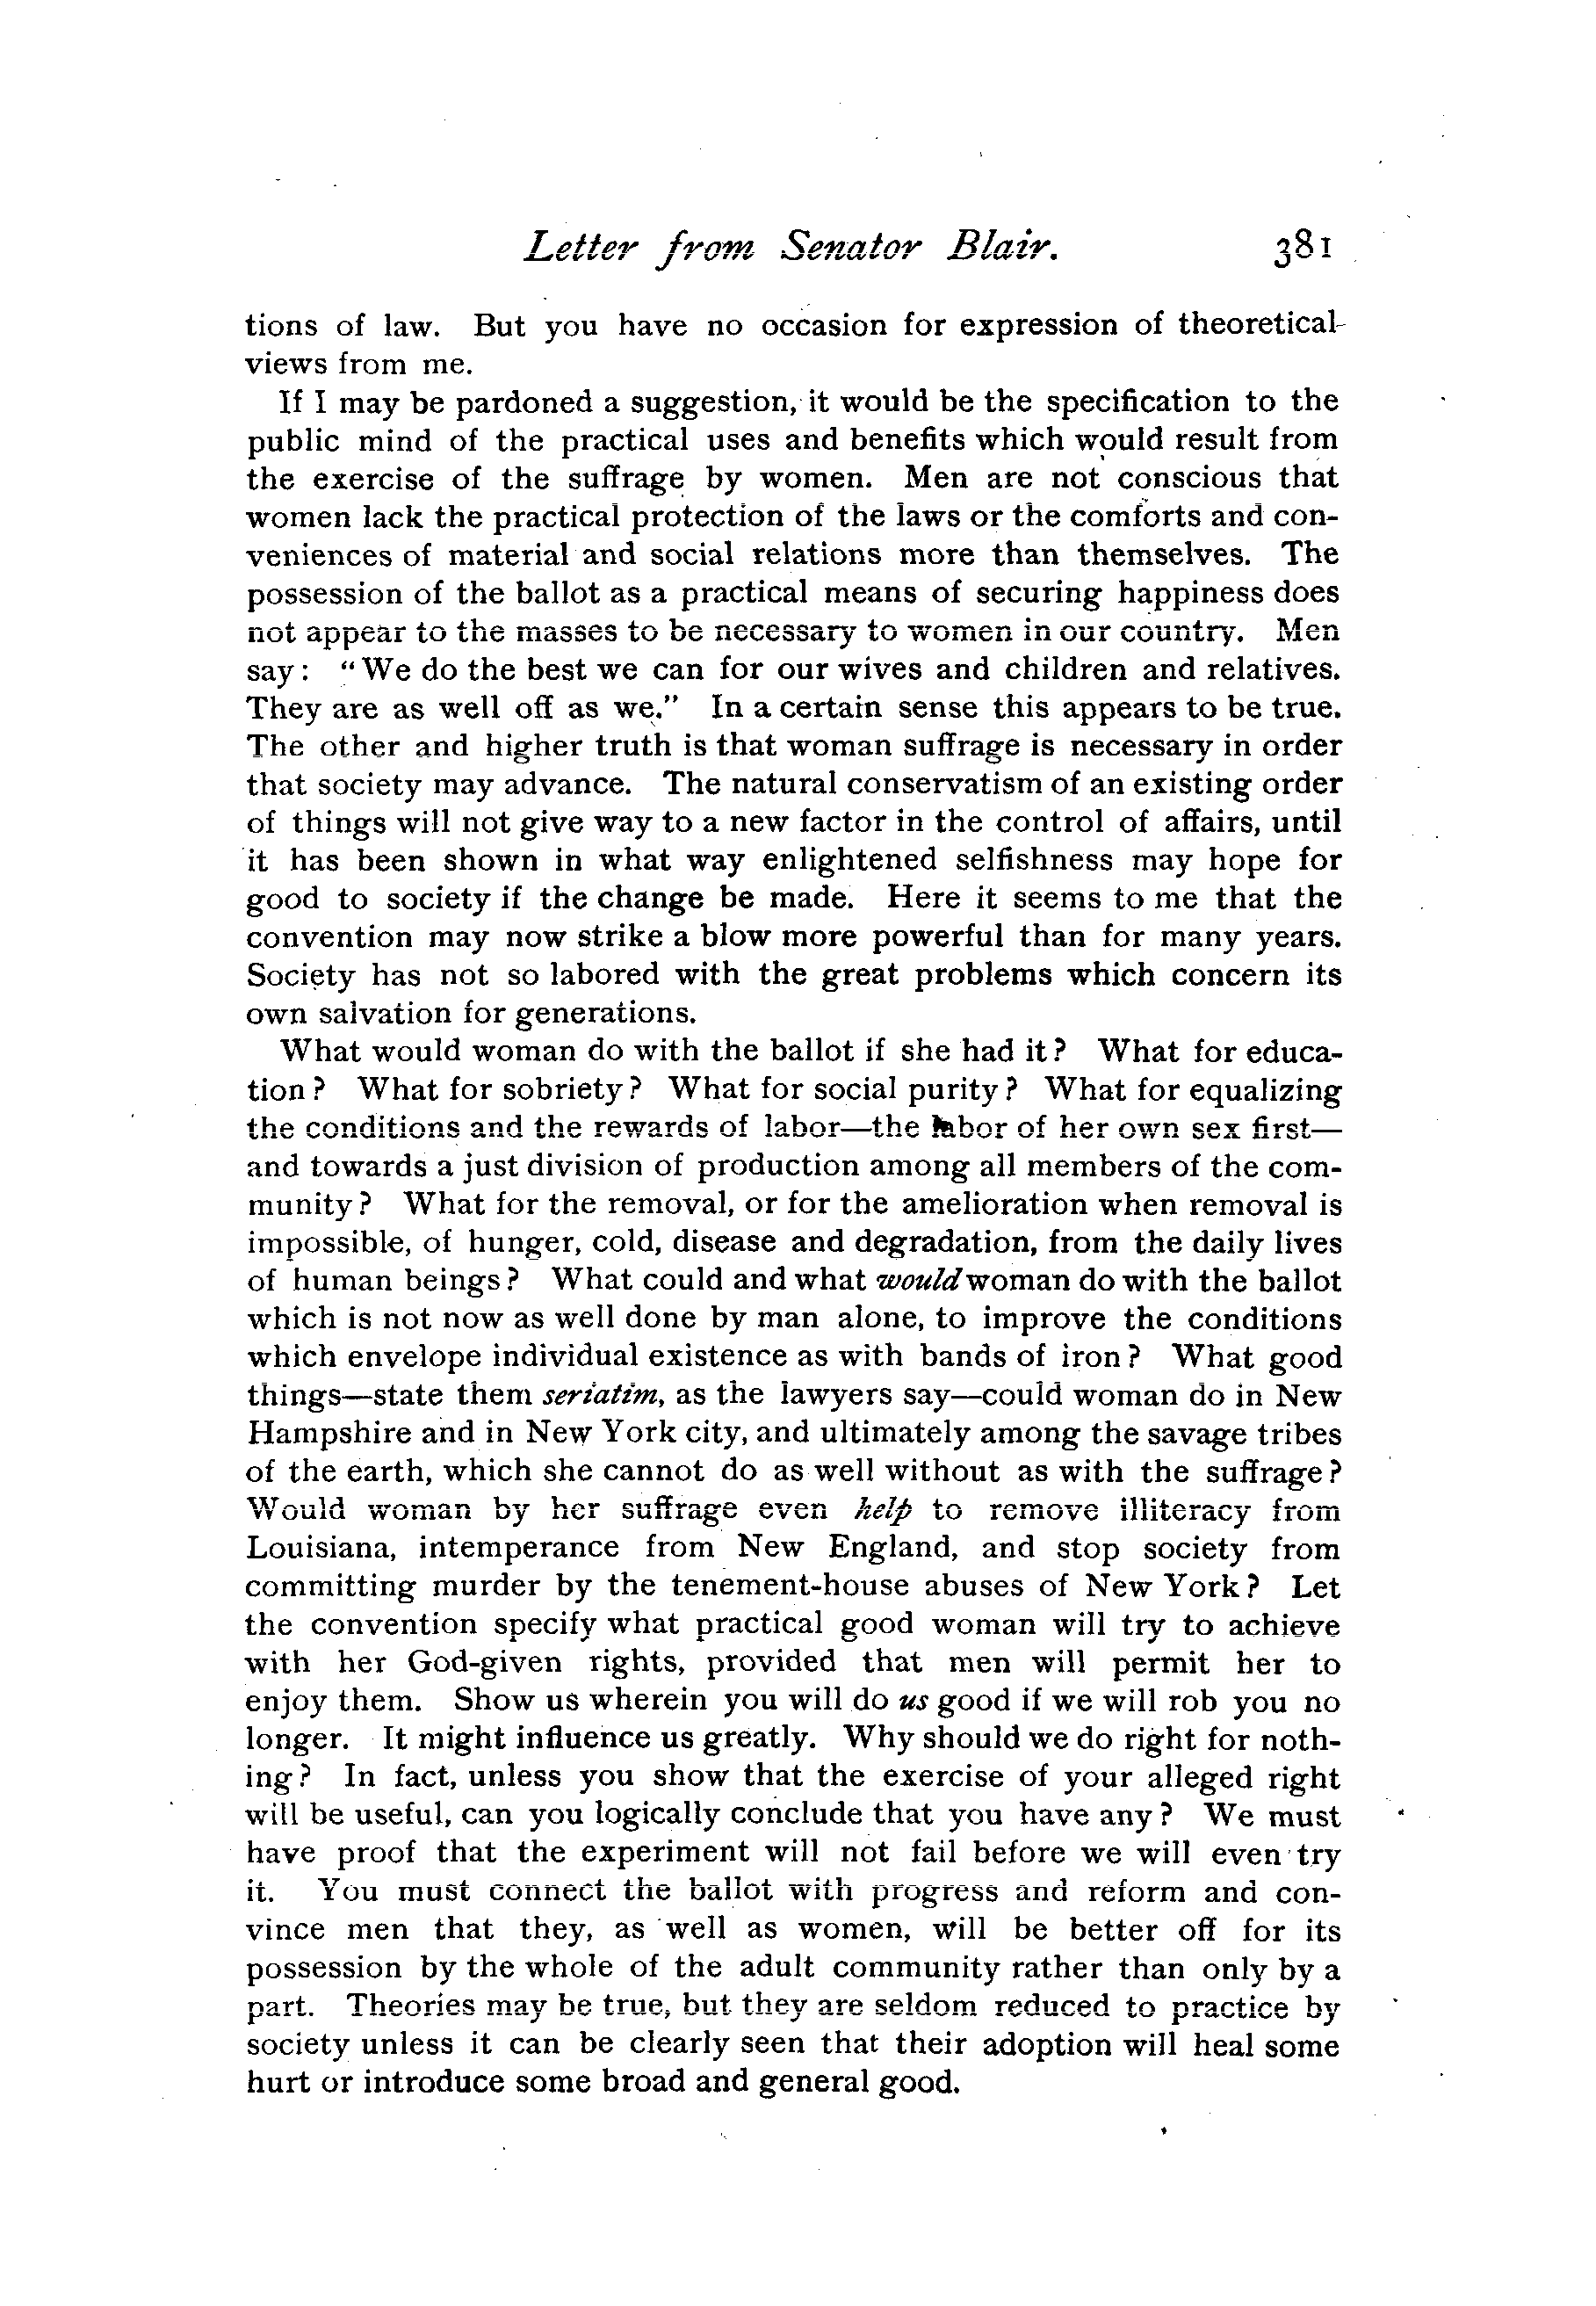 Letter from Senator Blair. 381
tions of law. But you have no occasion for expression of theoretical
views from me.
If I may be pardoned a suggestion, it would be the specification to the
public mind of the practical uses and benefits which would result from
the exercise of the suffrage by women. Men are not conscious that
women lack the practical protection of the laws or the comforts and con-
veniences of material and social relations more than themselves. The
possession of the ballot as a practical means of securing happiness does
not appear to the masses to be necessary to women in our country. Men
say: "We do the best we can for our wives and children and relatives.
They are as well off as we." In a certain sense this appears to be true.
The other and higher truth is that woman suffrage is necessary in order
that society may advance. The natural conservatism of an existing order
of things will not give way to a new factor in the control of affairs, until
it has been shown in what way enlightened selfishness may hope for
good to society if the change be made. Here it seems to me that the
convention may now strike a blow more powerful than for many years.
Society has not so labored with the great problems which concern its
own salvation for generations.
What would woman do with the ballot if she had it? What for educa-
tion? What for sobriety? What for social purity? What for equalizing
the conditions and the rewards of labor—the labor of her own sex first—
and towards a just division of production among all members of the com-
munity? What for the removal, or for the amelioration when removal is
impossible, of hunger, cold, disease and degradation, from the daily lives
of human beings? What could and what would woman do with the ballot
which is not now as well done by man alone, to improve the conditions
which envelope individual existence as with bands of iron? What good
things—state them seriatim, as the lawyers say—could woman do in New
Hampshire and in New York city, and ultimately among the savage tribes
of the earth, which she cannot do as well without as with the suffrage?
Would woman by her suffrage even help to remove illiteracy from
Louisiana, intemperance from New England, and stop society from
committing murder by the tenement-house abuses of New York? Let
the convention specify what practical good woman will try to achieve
with her God-given rights, provided that men will permit her to
enjoy them. Show us wherein you will do us good if we will rob you no
longer. It might influence us greatly. Why should we do right for noth-
ing? In fact, unless you show that the exercise of your alleged right
will be useful, can you logically conclude that you have any? We must
have proof that the experiment will not fail before we will even try
it. You must connect the ballot with progress and reform and con-
vince men that they, as well as women, will be better off for its
possession by the whole of the adult community rather than only by a
part. Theories may be true, but they are seldom reduced to practice by
society unless it can be clearly seen that their adoption will heal some
hurt or introduce some broad and general good.